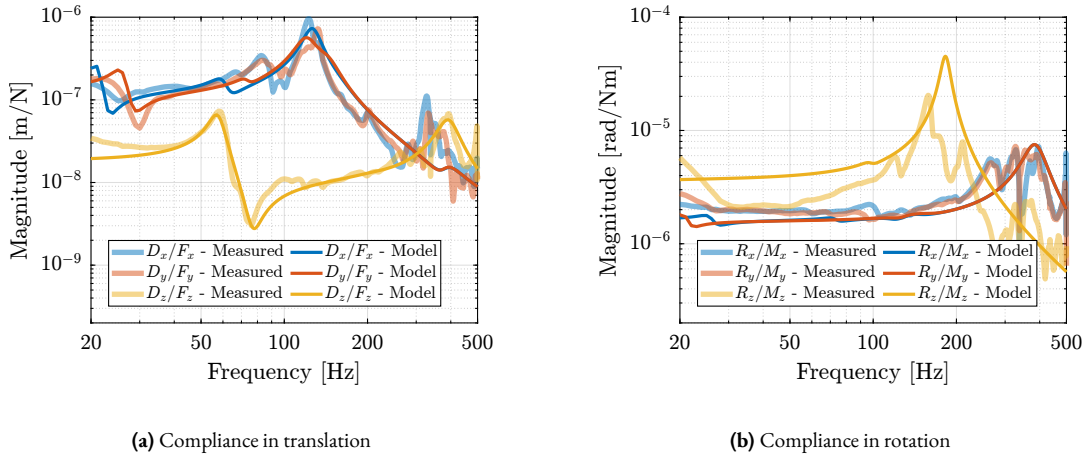 10^{-6}
10^{-7}
10^{-8}
10^{-9}
Magnitude [m/N]
D_x/F_x - Measured
D_y/F_y - Measured
D_z/F_z - Measured
D_x/F_x - Model
D_y/F_y - Model
D_z/F_z - Model
20 100 200 500
Frequency [Hz]
(a) Compliance in translation
10^{-4}
10^{-5}
10^{-6}
Magnitude [rad/Nm]
R_x/M_x - Measured
R_y/M_y - Measured
R_z/M_z - Measured
R_x/M_x - Model
R_y/M_y - Model
R_z/M_z - Model
20 100 200 500
Frequency [Hz]
(b) Compliance in rotation